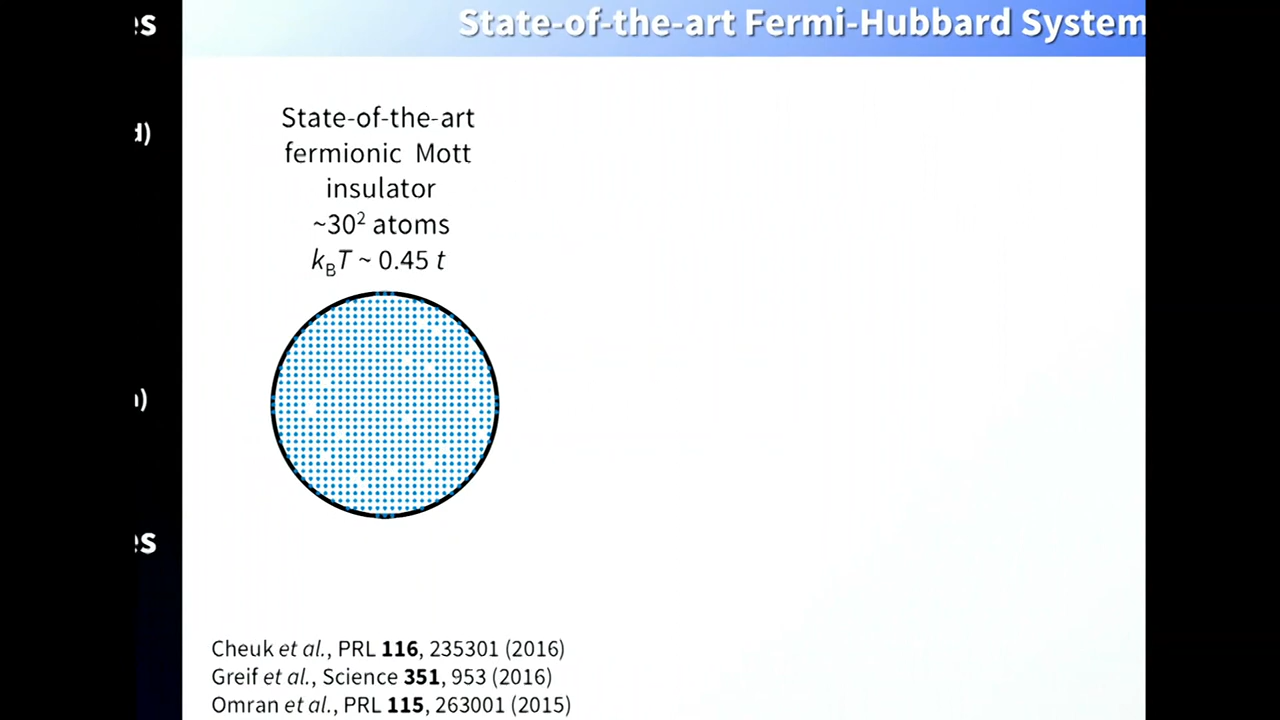 State-of-the-art Fermi-Hubbard System
es
d)
State-of-the-art
fermionic Mott
insulator
~30² atoms
k_BT ~ 0.45 t
)
es
Cheuk et al., PRL 116, 235301 (2016)
Greif et al., Science 351, 953 (2016)
Omran et al., PRL 115, 263001 (2015)